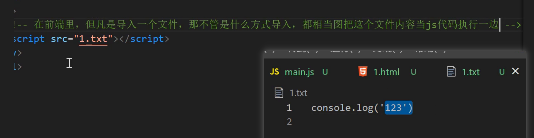 !-- 在前端里，但凡是导入一个文件，那不管是什么方式导入，都相当图把这个文件内容当js代码执行一边 -->
script src="1.txt"></script>
>
>
JS main.js U
1.html U
1.txt U ×
1.txt
1 console.log('123')
2